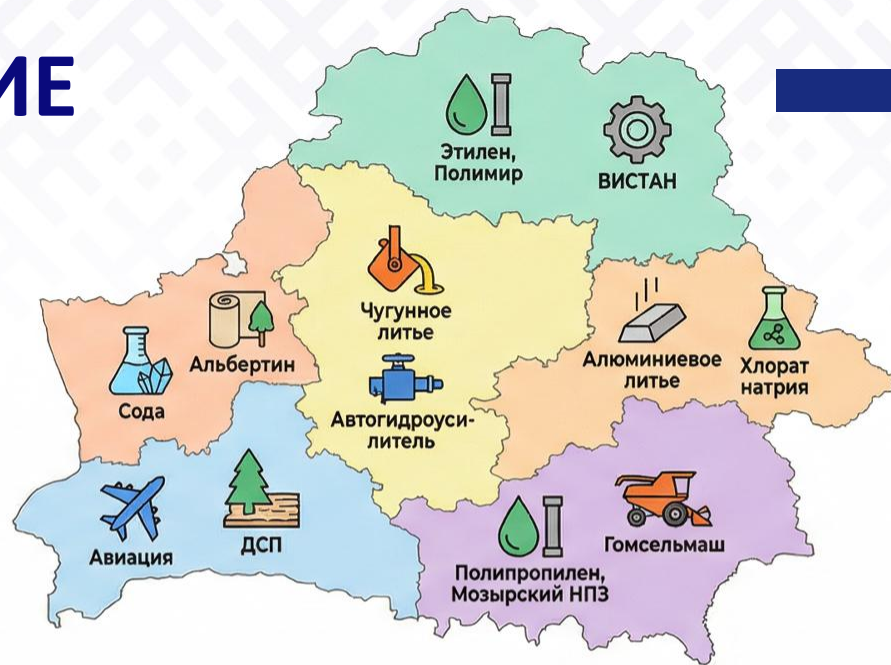 ИЕ
Этилен,
Полимир
ВИСТАН
Чугунное
литье
Автогидроуси-
литель
Альбертин
Сода
Алюминиевое
литье
Хлорат
натрия
Авиация
ДСП
Полипропилен,
Мозырский НПЗ
Гомсельмаш